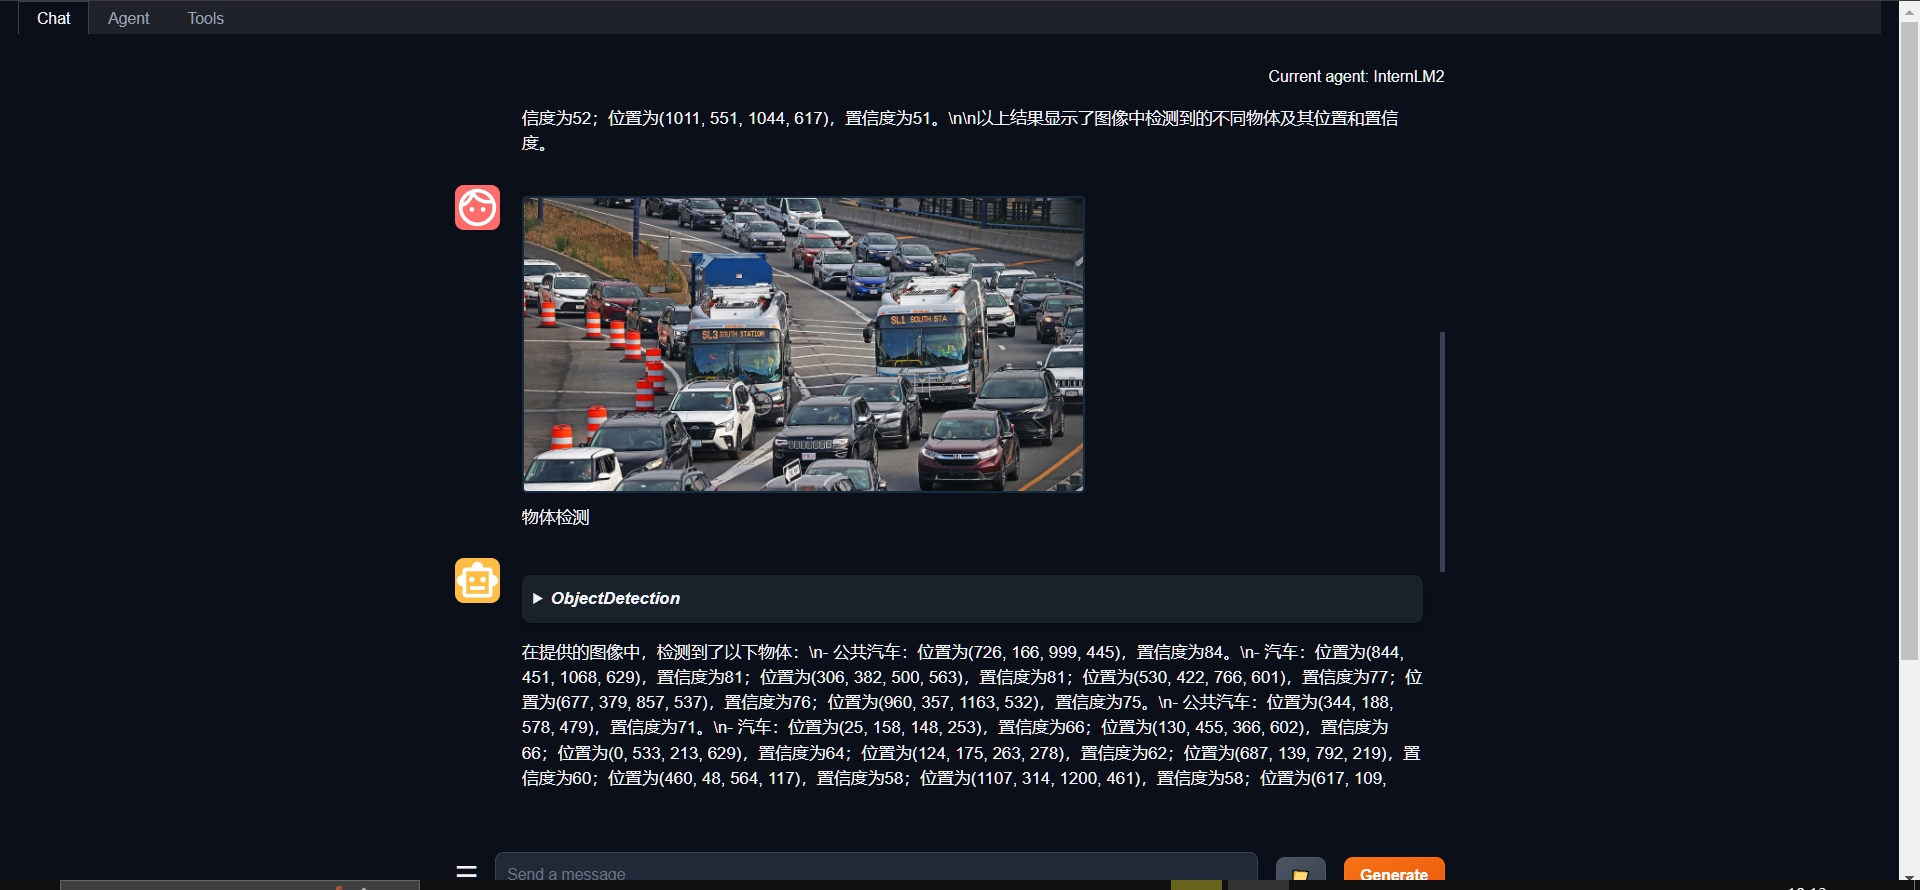 Chat Agent Tools
Current agent: InternLM2
信度为52；位置为(1011, 551, 1044, 617)，置信度为51。\n\n以上结果显示了图像中检测到的不同物体及其位置和置信
度。
SL3 SOUTH STATION
SL1 SOUTH STA
物体检测
ObjectDetection
在提供的图像中，检测到了以下物体：\n- 公共汽车：位置为(726, 166, 999, 445)，置信度为84。\n- 汽车：位置为(844,
451, 1068, 629)，置信度为81；位置为(306, 382, 500, 563)，置信度为81；位置为(530, 422, 766, 601)，置信度为77；位
置为(677, 379, 857, 537)，置信度为76；位置为(960, 357, 1163, 532)，置信度为75。\n- 公共汽车：位置为(344, 188,
578, 479)，置信度为71。\n- 汽车：位置为(25, 158, 148, 253)，置信度为66；位置为(130, 455, 366, 602)，置信度为
66；位置为(0, 533, 213, 629)，置信度为64；位置为(124, 175, 263, 278)，置信度为62；位置为(687, 139, 792, 219)，置
信度为60；位置为(460, 48, 564, 117)，置信度为58；位置为(1107, 314, 1200, 461)，置信度为58；位置为(617, 109,
Send a message
Generate